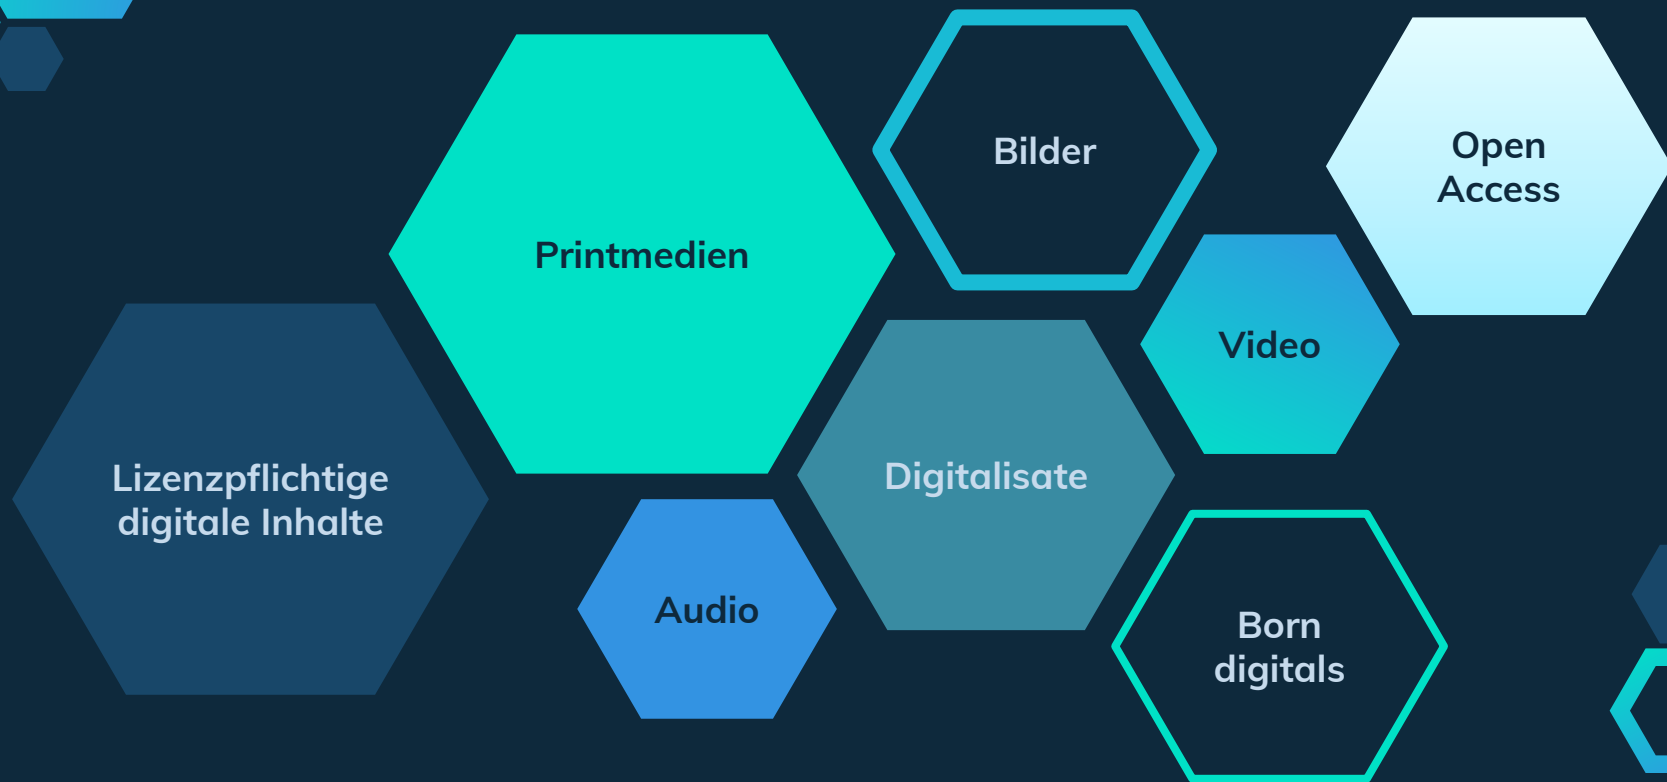 Bilder
Open
Access
Printmedien
Video
Lizenzpflichtige
digitale Inhalte
Digitalisate
Audio
Born
digitals